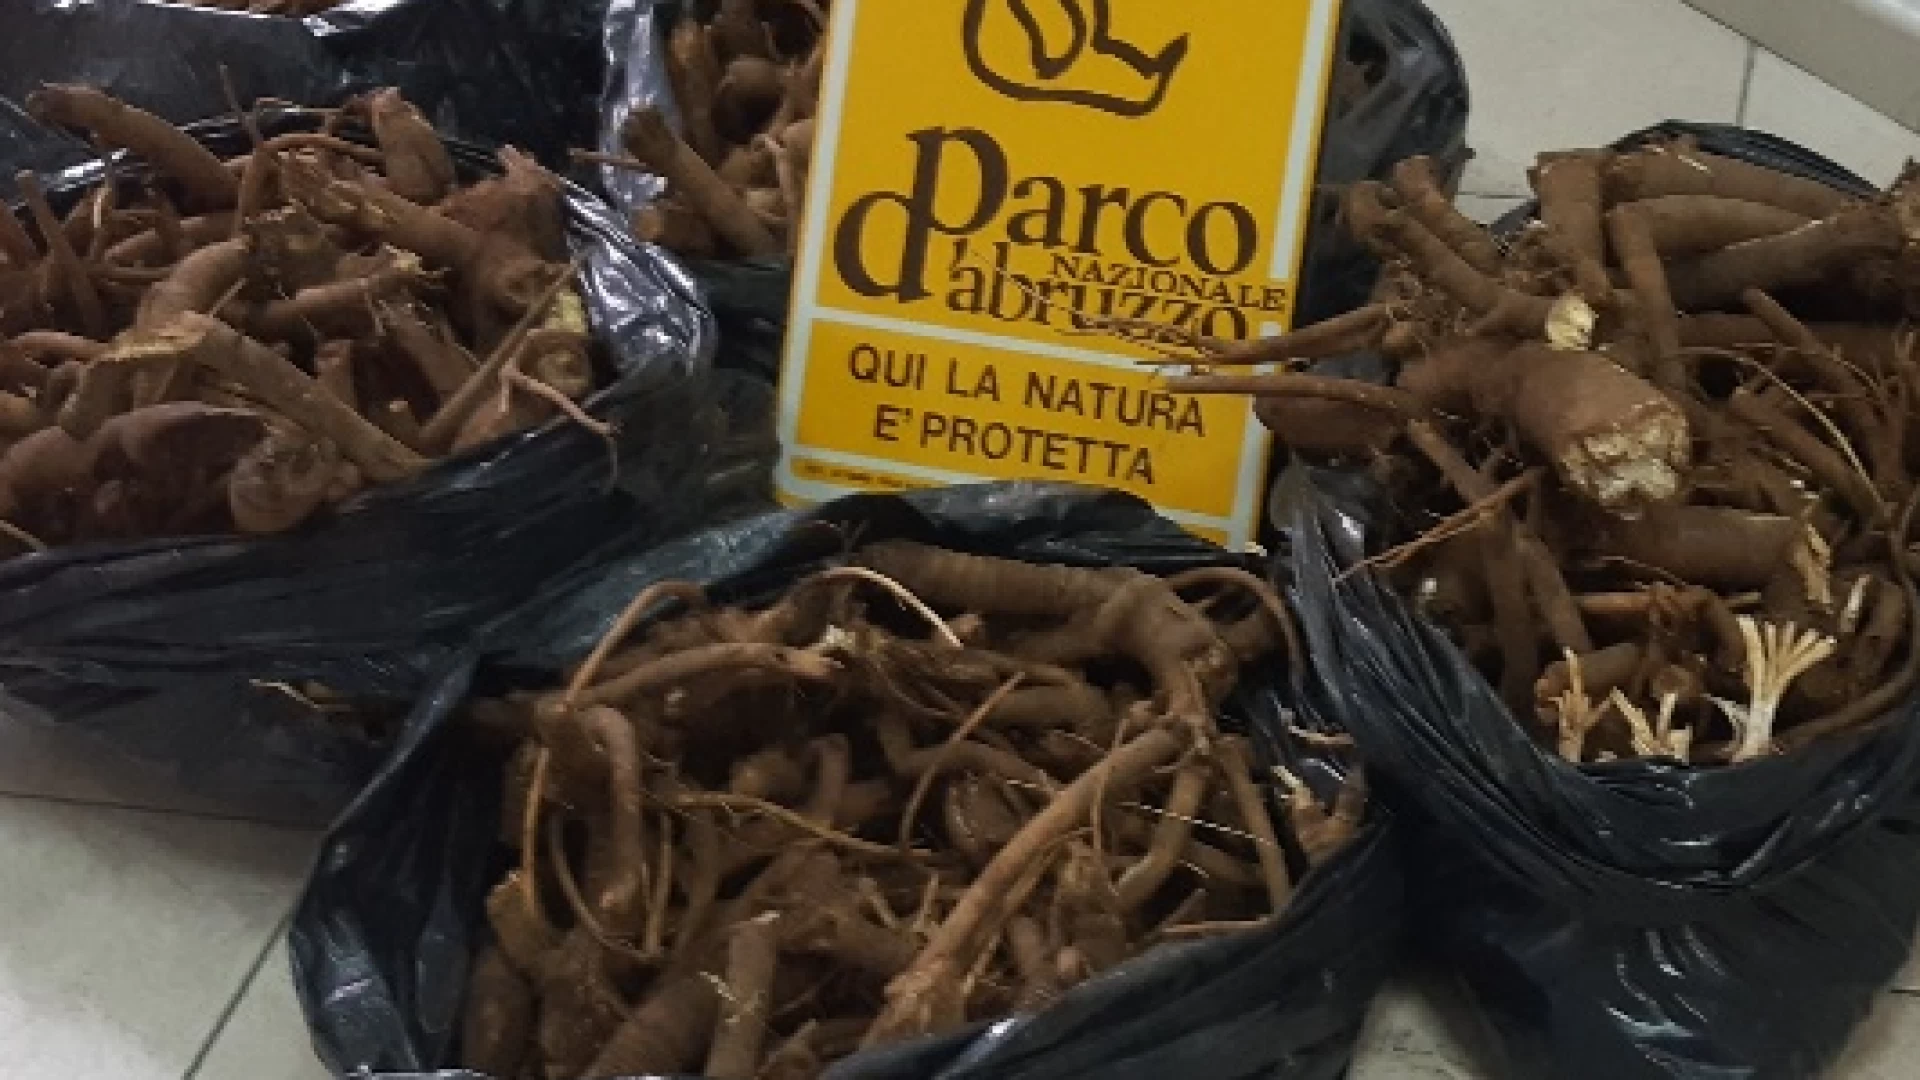 Parco
NAZIONALE
d'abruzzo
QUI LA NATURA
E' PROTETTA